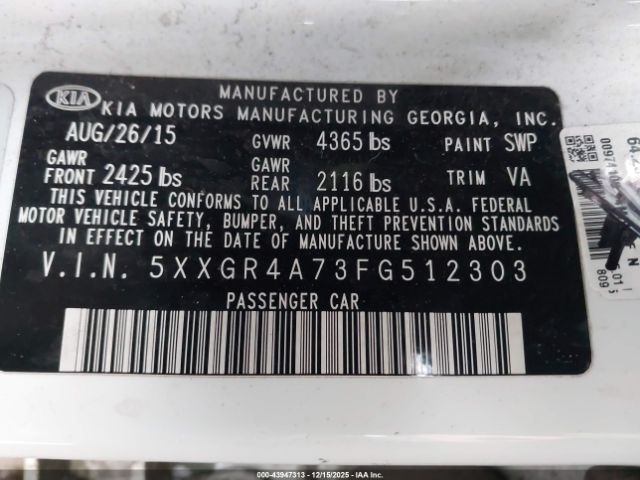 KIA
MANUFACTURED BY
KIA MOTORS MANUFACTURING GEORGIA, INC.
AUG/26/15 GVWR 4365 lbs PAINT SWP
GAWR FRONT 2425 lbs GAWR REAR 2116 lbs TRIM VA
THIS VEHICLE CONFORMS TO ALL APPLICABLE U.S.A. FEDERAL
MOTOR VEHICLE SAFETY, BUMPER, AND THEFT PREVENTION STANDARDS
IN EFFECT ON THE DATE OF MANUFACTURE SHOWN ABOVE.
V.I.N. 5XXGR4A73FG512303
PASSENGER CAR
000-43947313 - 12/15/2025 - IAA Inc.